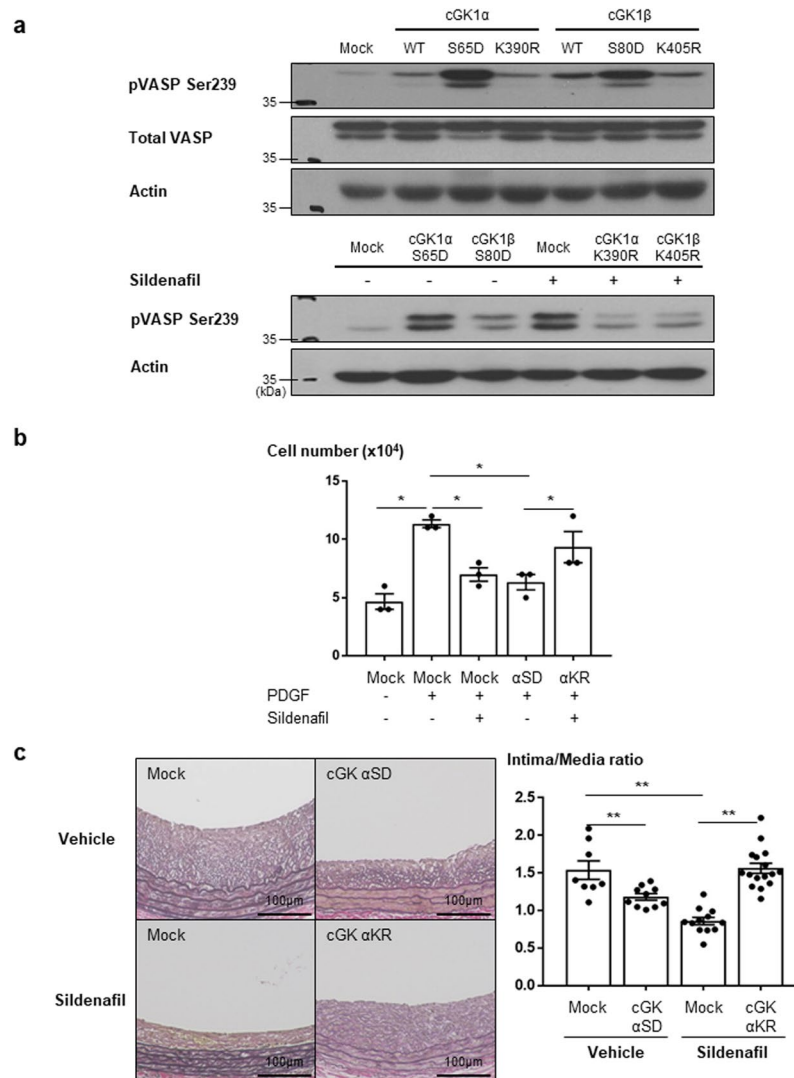 a
cGK1α cGK1β
Mock WT S65D K390R WT S80D K405R
pVASP Ser239
35
Total VASP
35
Actin
35
Mock cGK1α S65D cGK1β S80D Mock cGK1α K390R cGK1β K405R
Sildenafil - - - + + +
pVASP Ser239
35
Actin
35
(kDa)
b
Cell number (x10⁴)
* * * *
15
10
5
0
Mock Mock Mock αSD αKR
PDGF - + + + +
Sildenafil - - + - +
c
Vehicle
Mock
100μm
cGK αSD
100μm
Sildenafil
Mock
100μm
cGK αKR
100μm
Intima/Media ratio
** ** **
2.5
2.0
1.5
1.0
0.5
0.0
Mock cGK αSD Mock cGK αKR
Vehicle Sildenafil